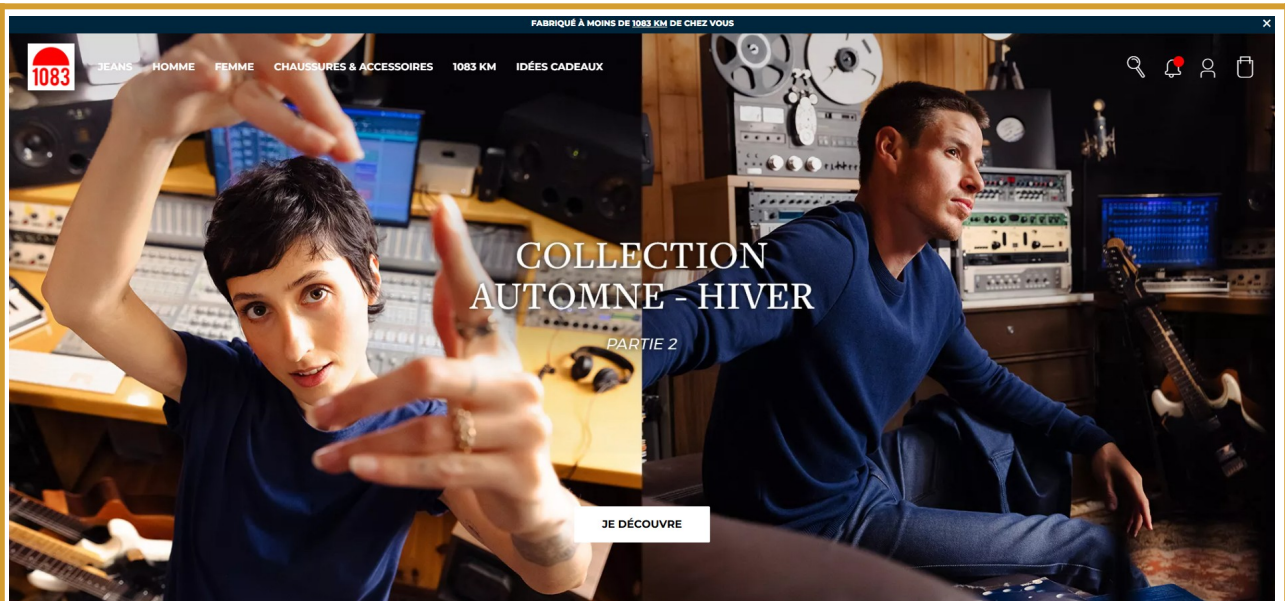 FABRIQUÉ À MOINS DE 1083 KM DE CHEZ VOUS
1083
JEANS HOMME FEMME CHAUSSURES & ACCESSOIRES 1083 KM IDÉES CADEAUX
COLLECTION
AUTOMNE - HIVER
PARTIE 2
JE DÉCOUVRE